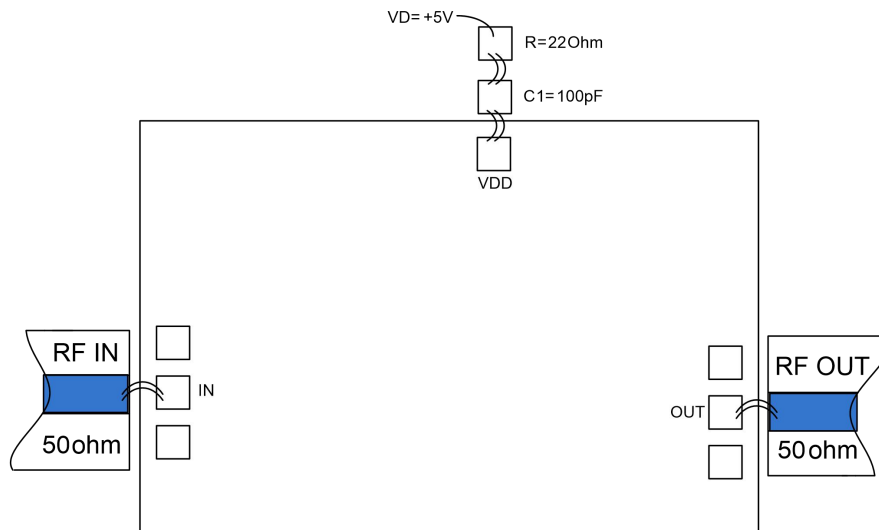 VD= +5V
R=22Ohm
C1=100pF
VDD
RF IN
IN
50ohm
RF OUT
OUT
50ohm